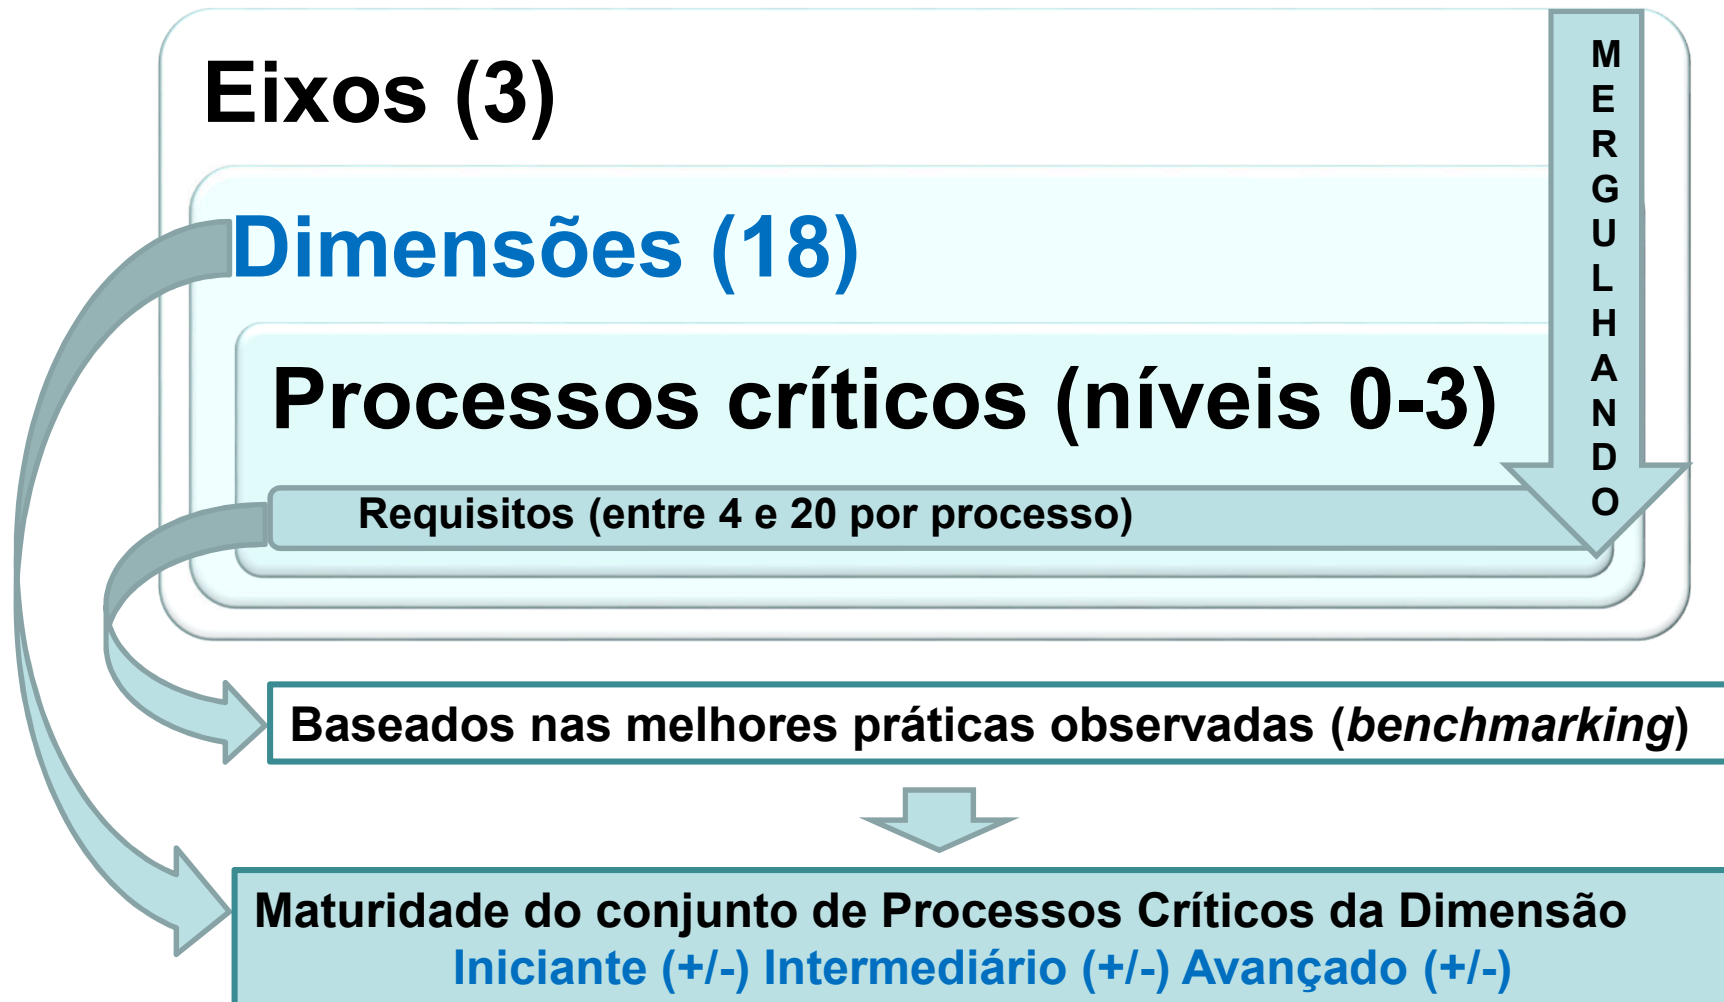 Eixos (3)
Dimensões (18)
Processos críticos (níveis 0-3)
Requisitos (entre 4 e 20 por processo)
MERGULHANDO
Baseados nas melhores práticas observadas (benchmarking)
Maturidade do conjunto de Processos Críticos da Dimensão
Iniciante (+/-) Intermediário (+/-) Avançado (+/-)